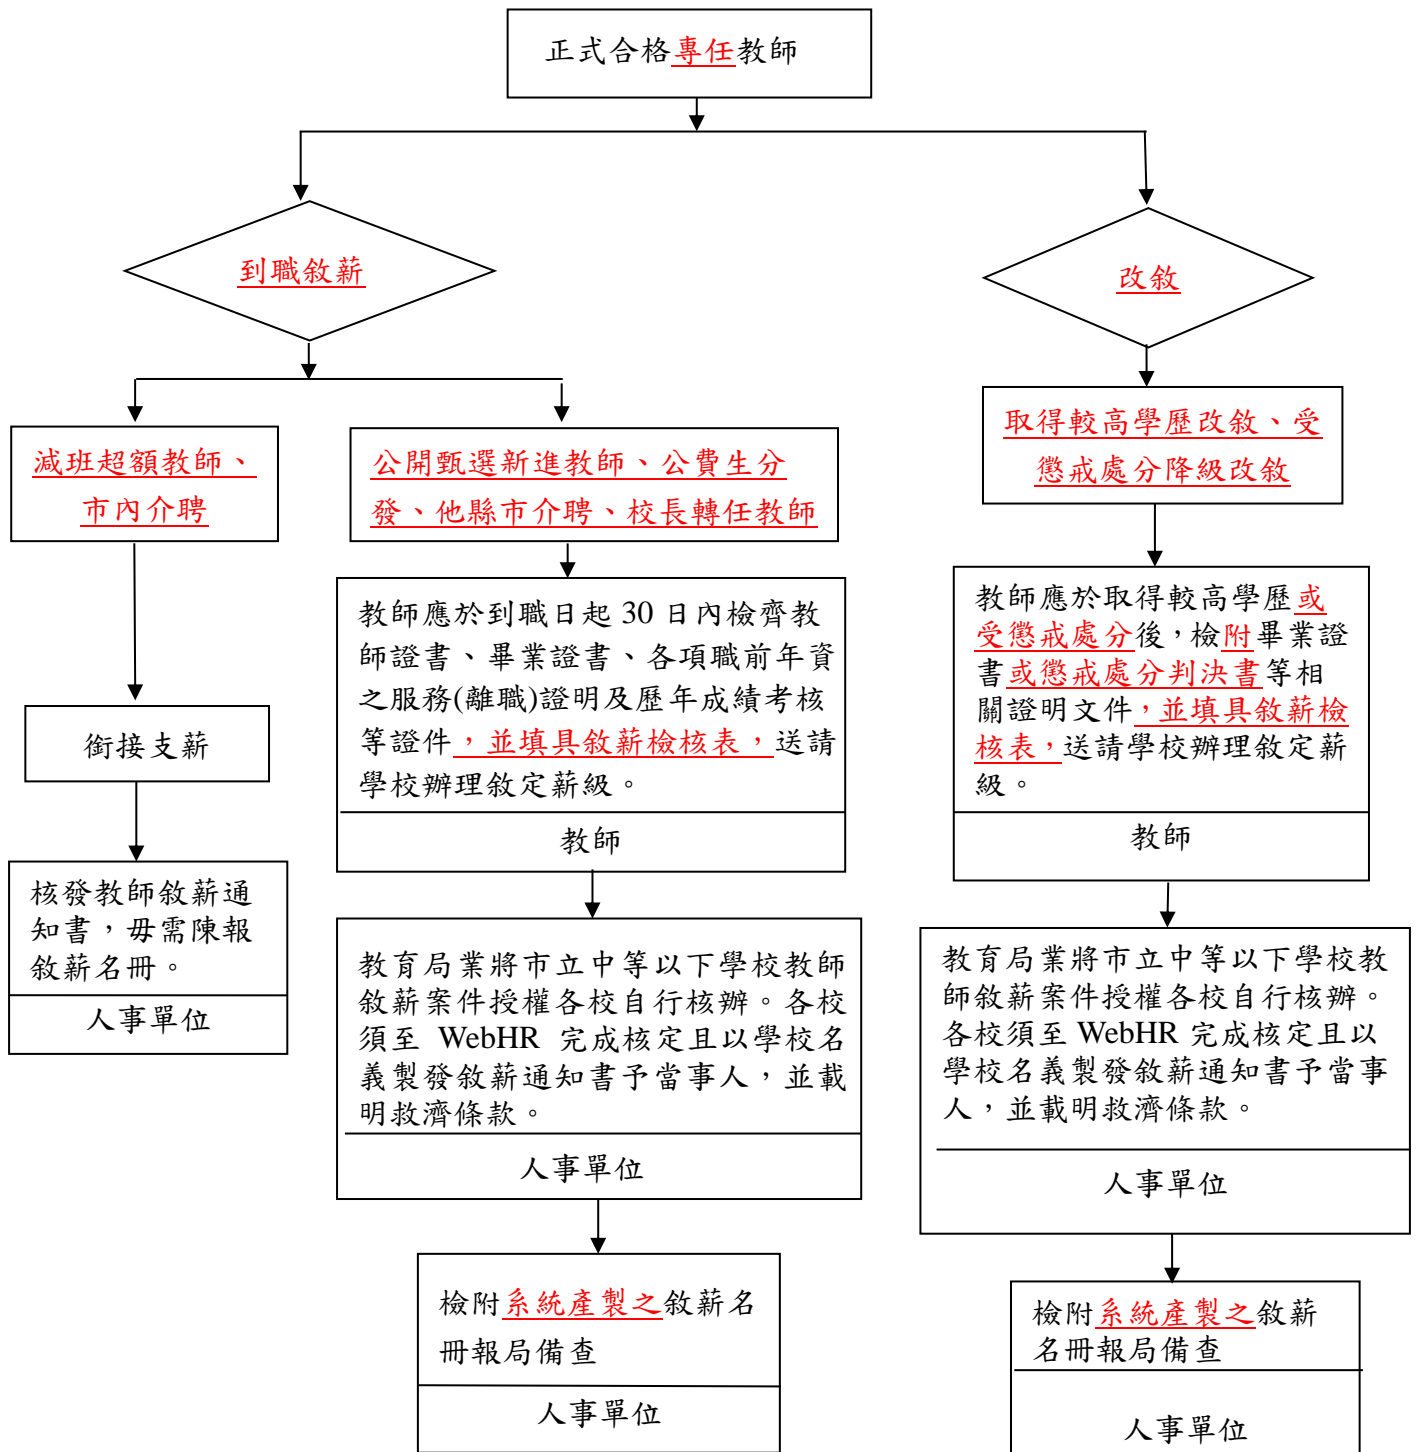 正式合格專任教師
到職敘薪
改敘
減班超額教師、
市內介聘
公開甄選新進教師、公費生分
發、他縣市介聘、校長轉任教師
取得較高學歷改敘、受
懲戒處分降級改敘
銜接支薪
核發教師敘薪通
知書，毋需陳報
敘薪名冊。
人事單位
教師應於到職日起 30 日內檢齊教
師證書、畢業證書、各項職前年資
之服務(離職)證明及歷年成績考核
等證件，並填具敘薪檢核表，送請
學校辦理敘定薪級。
教師
教育局業將市立中等以下學校教師
敘薪案件授權各校自行核辦。各校
須至 WebHR 完成核定且以學校名
義製發敘薪通知書予當事人，並載
明救濟條款。
人事單位
檢附系統產製之敘薪名
冊報局備查
人事單位
教師應於取得較高學歷或
受懲戒處分後，檢附畢業證
書或懲戒處分判決書等相
關證明文件，並填具敘薪檢
核表，送請學校辦理敘定薪
級。
教師
教育局業將市立中等以下學校教
師敘薪案件授權各校自行核辦。
各校須至 WebHR 完成核定且以
學校名義製發敘薪通知書予當事
人，並載明救濟條款。
人事單位
檢附系統產製之敘薪
名冊報局備查
人事單位